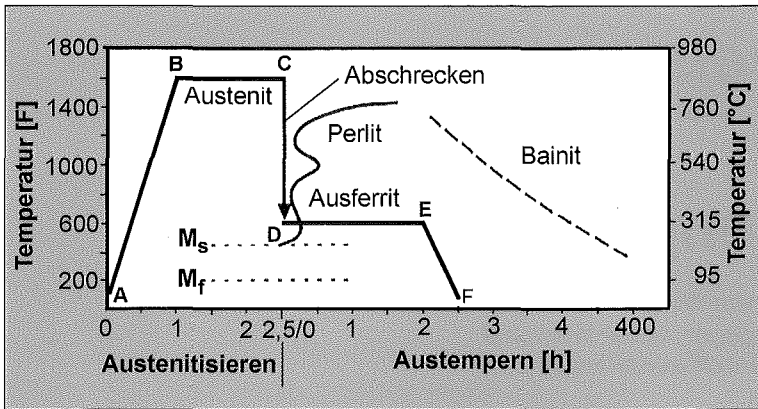 Temperatur [F]
1800
1400
1000
600
200
B
C
Austenit
Abschrecken
Perlit
Bainit
Ausferrit
D
E
Ms
Mf
A
F
980
760
540
315
95
Temperatur [°C]
0 1 2 2,5/0 1 2 3 4 400
Austenitisieren
Austempern [h]